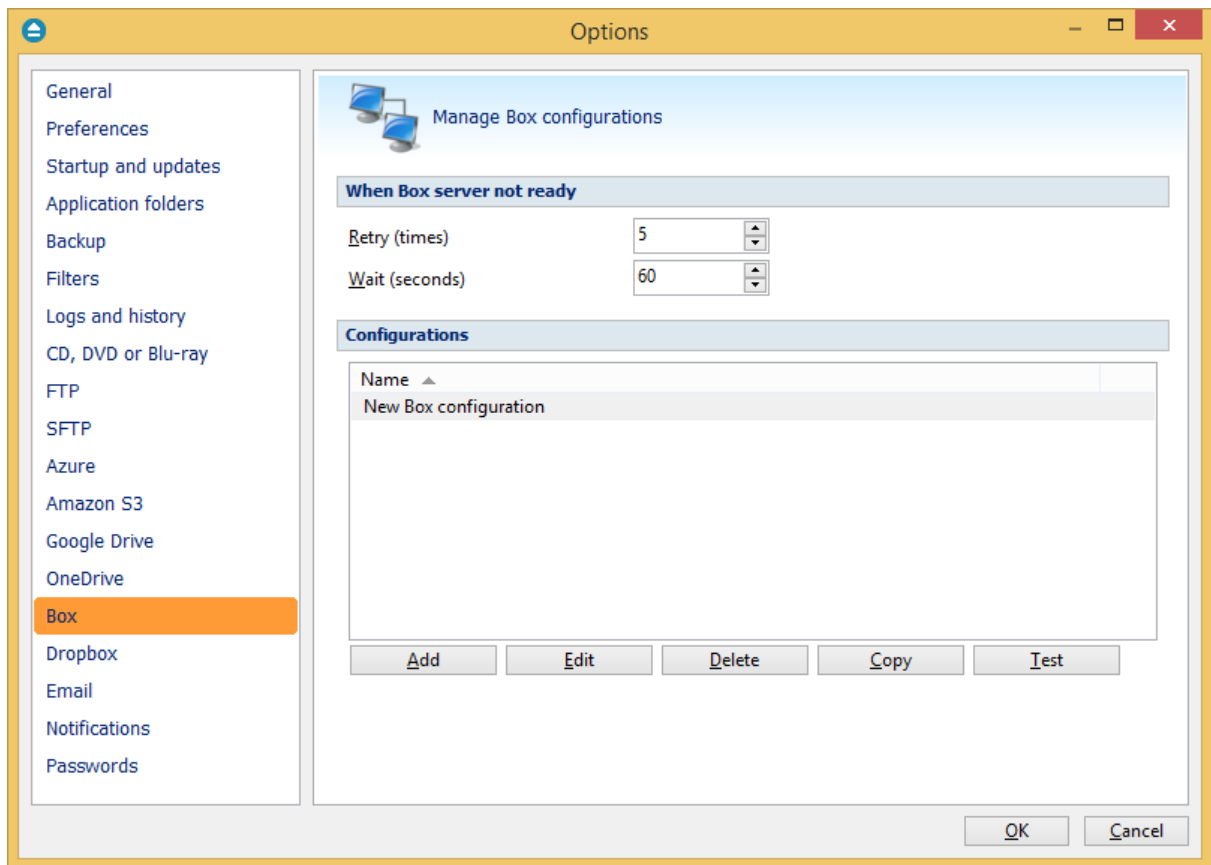 Options
General
Preferences
Startup and updates
Application folders
Backup
Filters
Logs and history
CD, DVD or Blu-ray
FTP
SFTP
Azure
Amazon S3
Google Drive
OneDrive
Box
Dropbox
Email
Notifications
Passwords
Manage Box configurations
When Box server not ready
Retry (times) 5
Wait (seconds) 60
Configurations
Name
New Box configuration
Add Edit Delete Copy Test
OK Cancel